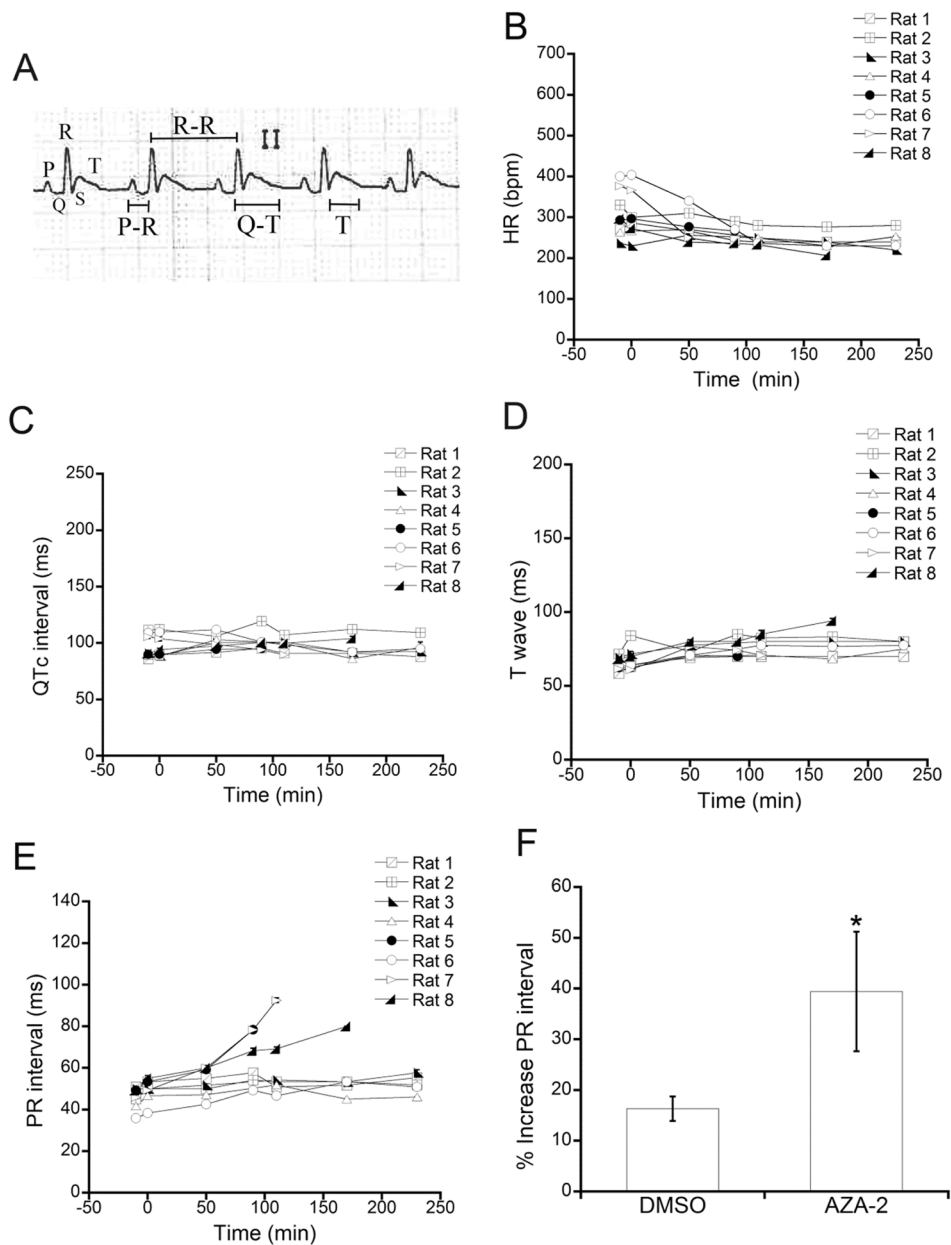 A
R
R-R
II
P
T
Q
S
P-R
Q-T
T
B
Rat 1
Rat 2
Rat 3
Rat 4
Rat 5
Rat 6
Rat 7
Rat 8
HR (bpm)
700
600
500
400
300
200
100
0
-50 0 50 100 150 200 250
Time (min)
C
Rat 1
Rat 2
Rat 3
Rat 4
Rat 5
Rat 6
Rat 7
Rat 8
QTc interval (ms)
250
200
150
100
50
0
-50 0 50 100 150 200 250
Time (min)
D
Rat 1
Rat 2
Rat 3
Rat 4
Rat 5
Rat 6
Rat 7
Rat 8
T wave (ms)
200
150
100
50
0
-50 0 50 100 150 200 250
Time (min)
E
Rat 1
Rat 2
Rat 3
Rat 4
Rat 5
Rat 6
Rat 7
Rat 8
PR interval (ms)
140
120
100
80
60
40
20
0
-50 0 50 100 150 200 250
Time (min)
F
% Increase PR interval
60
50
40
30
20
10
0
*
DMSO AZA-2